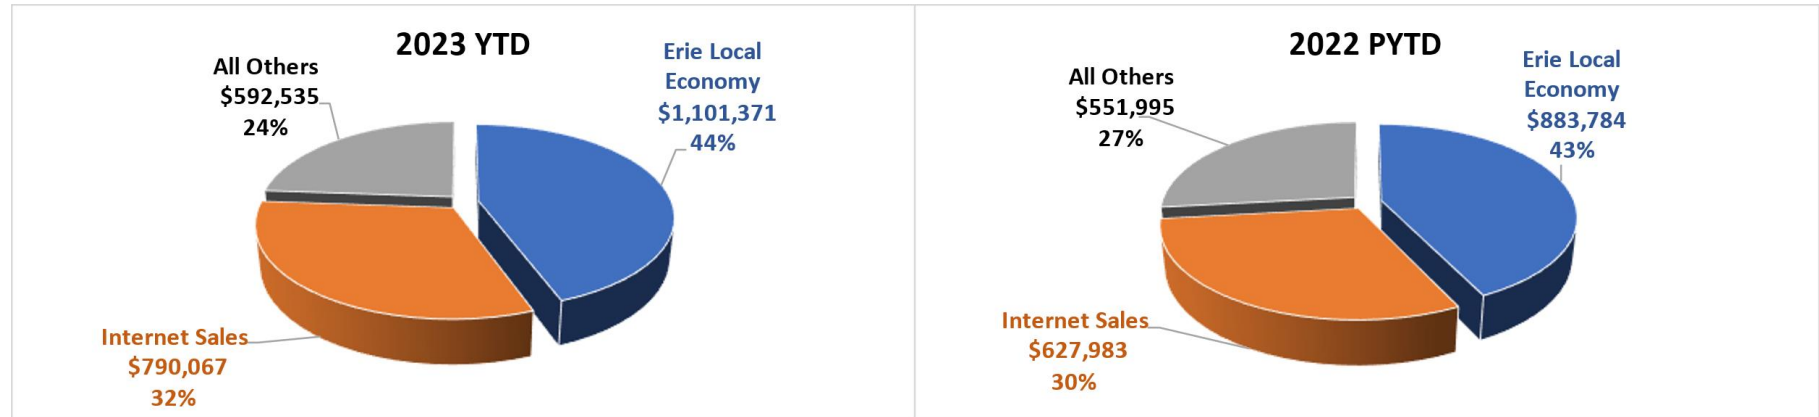 2023 YTD
All Others
$592,535
24%
Erie Local
Economy
$1,101,371
44%
Internet Sales
$790,067
32%
2022 PYTD
All Others
$551,995
27%
Erie Local
Economy
$883,784
43%
Internet Sales
$627,983
30%